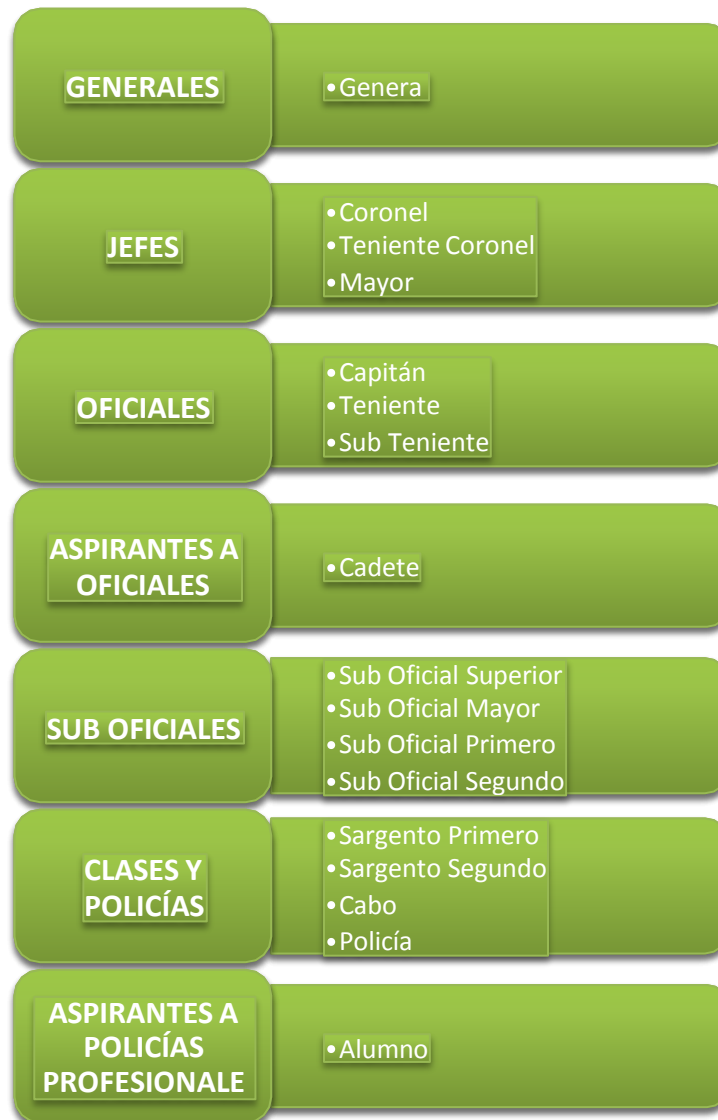 GENERALES
•Genera
JEFES
•Coronel
•Teniente Coronel
•Mayor
OFICIALES
•Capitán
•Teniente
•Sub Teniente
ASPIRANTES A
OFICIALES
•Cadete
SUB OFICIALES
•Sub Oficial Superior
•Sub Oficial Mayor
•Sub Oficial Primero
•Sub Oficial Segundo
CLASES Y
POLICÍAS
•Sargento Primero
•Sargento Segundo
•Cabo
•Policía
ASPIRANTES A
POLICÍAS
PROFESIONALE
•Alumno